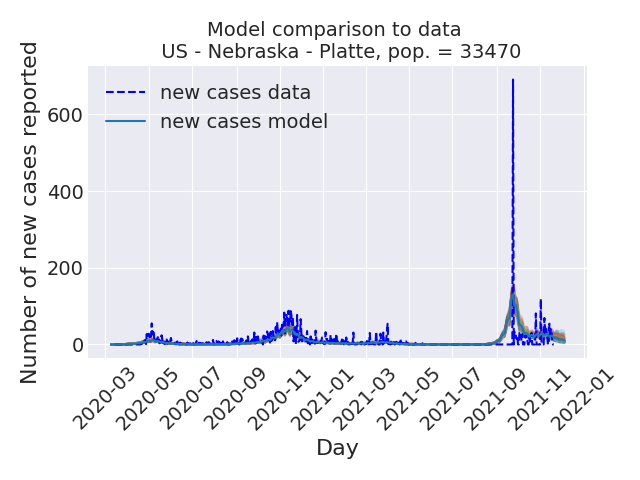 Model comparison to data
US - Nebraska - Platte, pop. = 33470
Number of new cases reported
600
400
200
0
new cases data
new cases model
2020-03
2020-05
2020-07
2020-09
2020-11
2021-01
2021-03
2021-05
2021-07
2021-09
2021-11
2022-01
Day